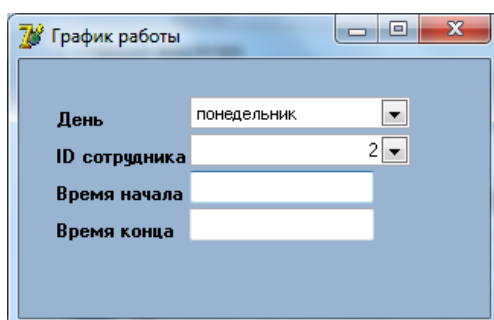 График работы
День понедельник
ID сотрудника 2
Время начала
Время конца